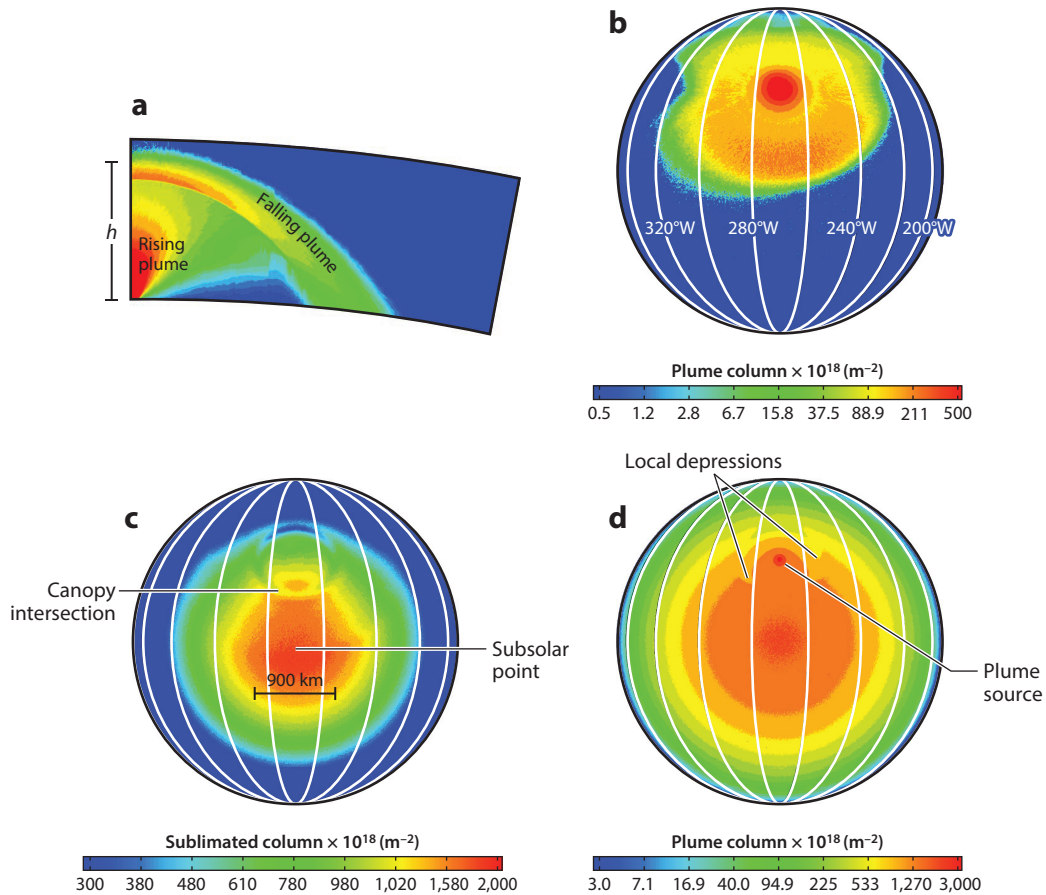 a
h
Rising
plume
Falling plume
b
320°W
280°W
240°W
200°W
Plume column × 10¹⁸ (m⁻²)
0.5 1.2 2.8 6.7 15.8 37.5 88.9 211 500
c
Canopy
intersection
Subsolar
point
900 km
Sublimated column × 10¹⁸ (m⁻²)
300 380 480 610 780 980 1,020 1,580 2,000
Local depressions
d
Plume
source
Plume column × 10¹⁸ (m⁻²)
3.0 7.1 16.9 40.0 94.9 225 533 1,270 3,000